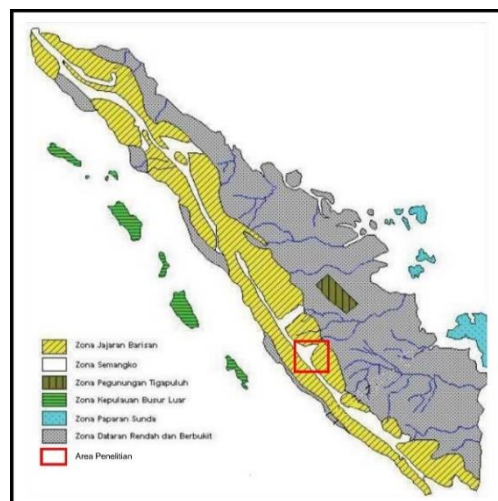 Zona Jajaran Barisan
Zona Semangko
Zona Pegunungan Tigapuluh
Zona Kepulauan Busur Luar
Zona Paparan Sunda
Zona Dataran Rendah dan Berbukit
Area Penelitian